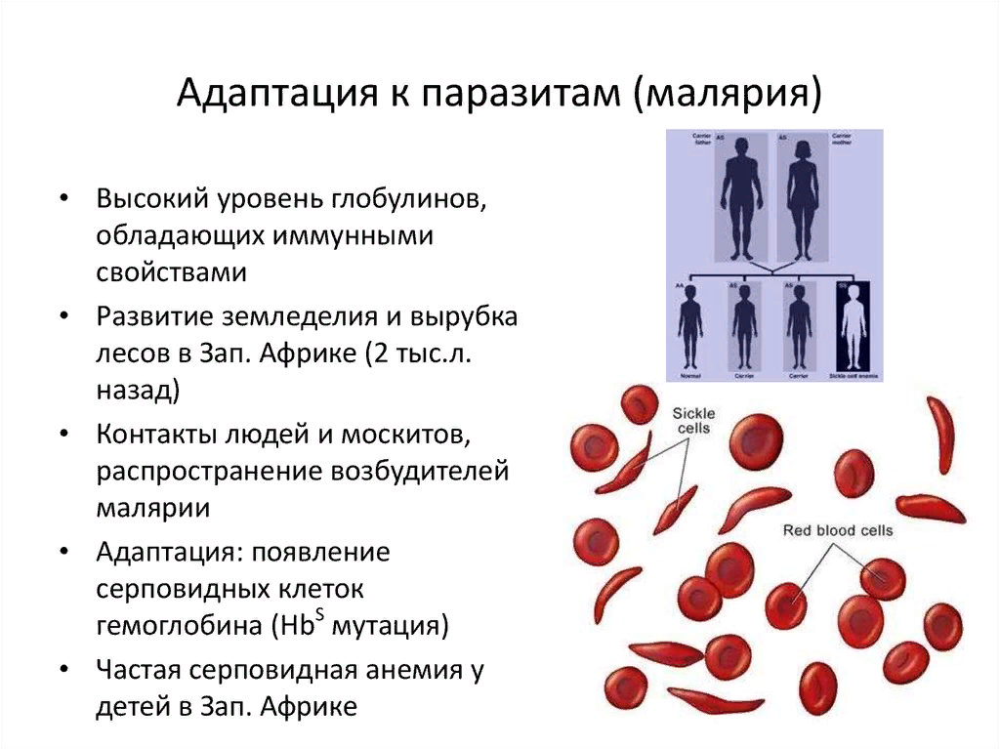 Адаптация к паразитам (малярия)
• Высокий уровень глобулинов,
обладающих иммунными
свойствами
• Развитие земледелия и вырубка
лесов в Зап. Африке (2 тыс.л.
назад)
• Контакты людей и москитов,
распространение возбудителей
малярии
• Адаптация: появление
серповидных клеток
гемоглобина (HbS мутация)
• Частая серповидная анемия у
детей в Зап. Африке
Carrier
father
AS
AS
Carrier
mother
AA
AS
AS
SS
Normal
Carrier
Carrier
Sickle cell anemia
Sickle
cells
Red blood cells